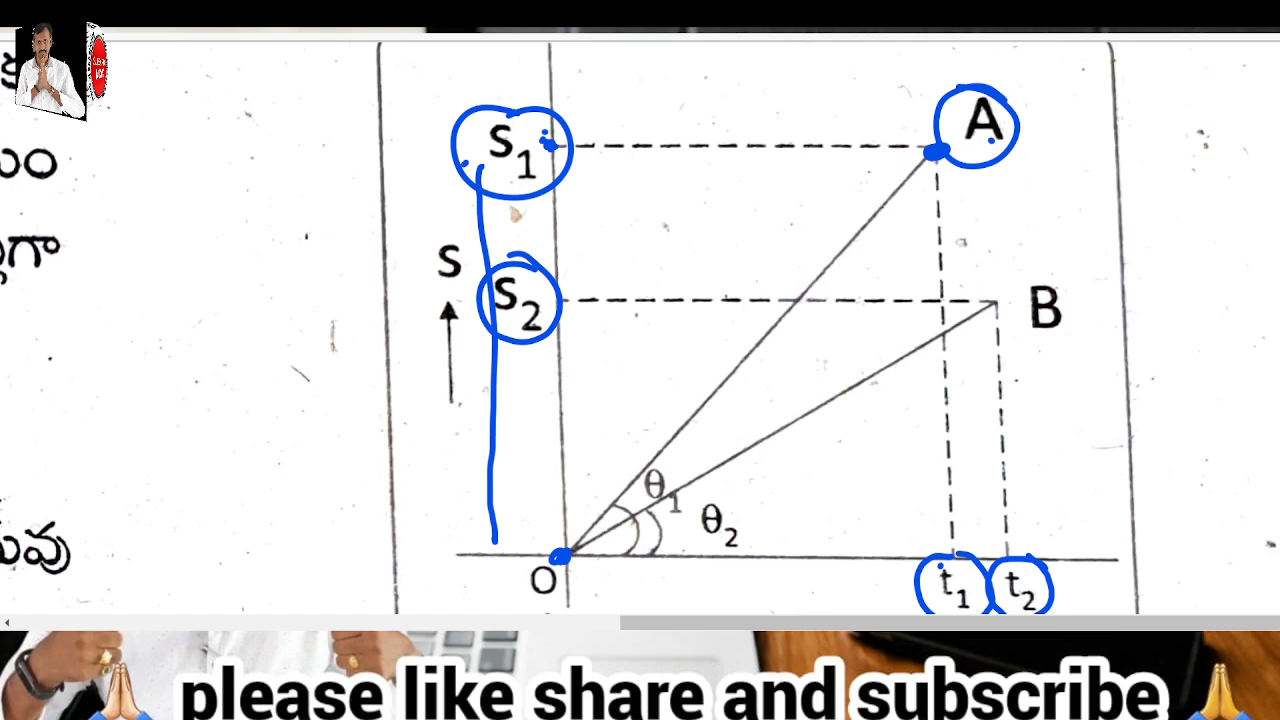 S₁
A
S
S₂
B
θ₁
θ₂
O
t₁ t₂
please like share and subscribe